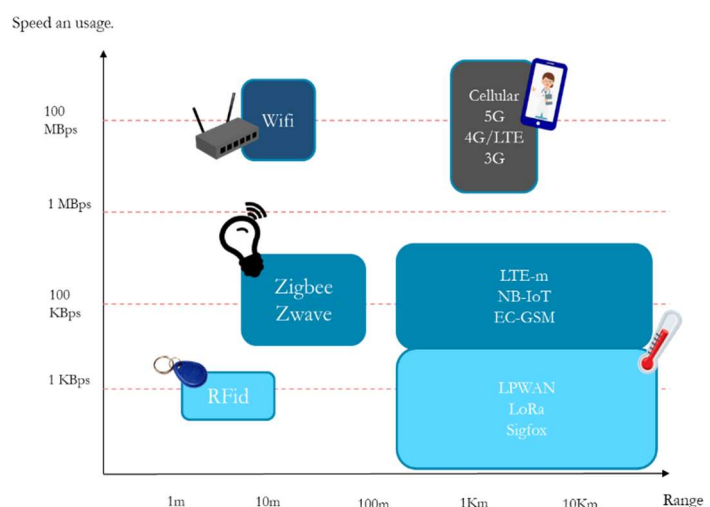 Speed an usage.
100
MBps
Wifi
Cellular
5G
4G/LTE
3G
1 MBps
Zigbee
Zwave
LTE-m
NB-IoT
EC-GSM
100
KBps
1 KBps
RFid
LPWAN
LoRa
Sigfox
1m 10m 100m 1Km 10Km Range